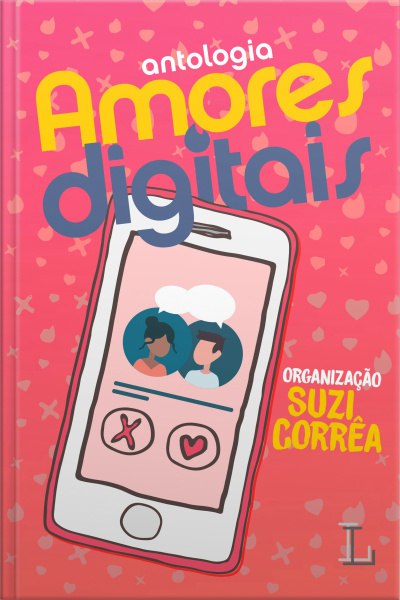 antologia
Amores
digitais
ORGANIZAÇÃO
SUZI
CORRÊA
L